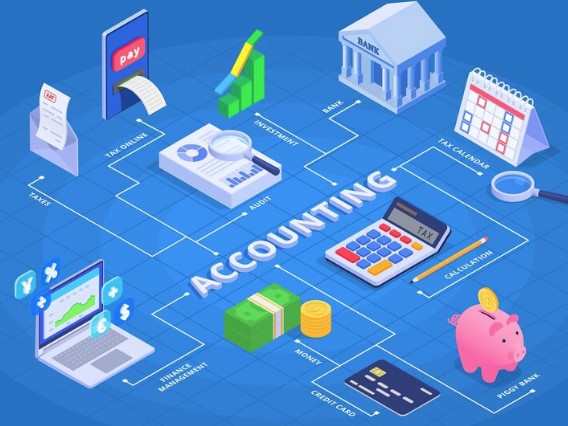 BANK
pay
TAX ONLINE
INVESTMENT
BANK
TAX CALENDAR
TAXES
AUDIT
ACCOUNTING
TAX
CALCULATION
¥
€
$
FINANCE
MANAGEMENT
MONEY
CREDIT CARD
PIGGY BANK